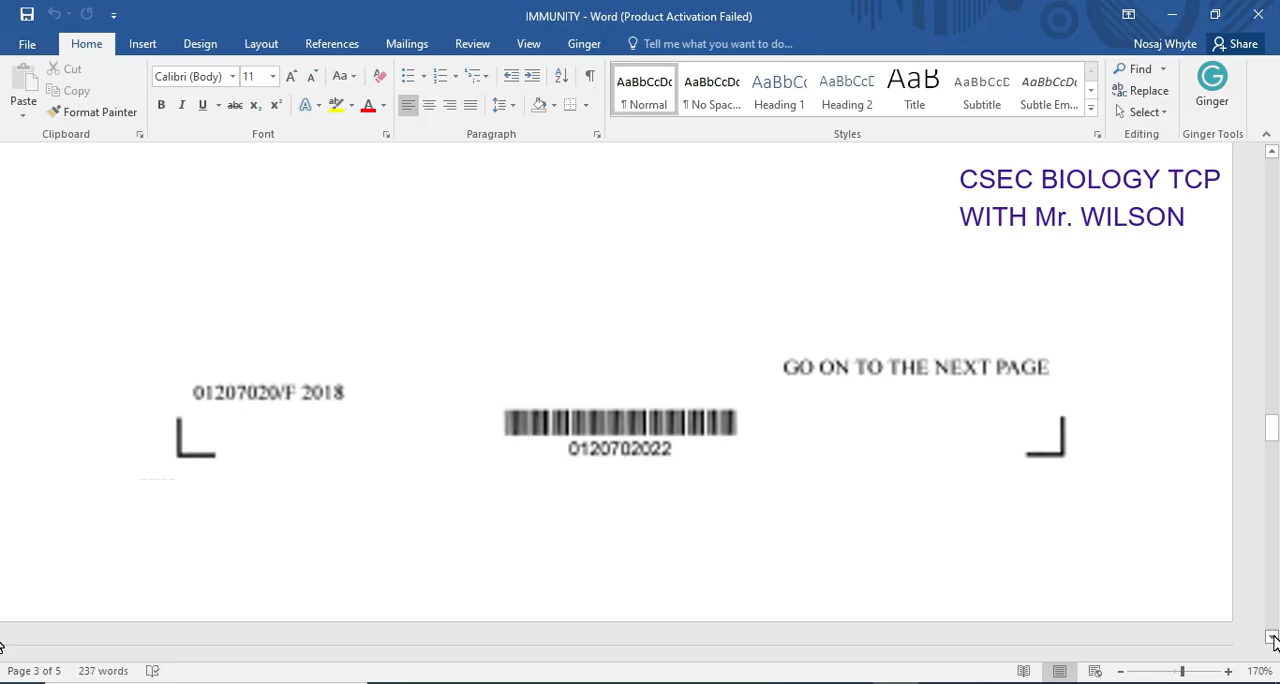 IMMUNITY - Word (Product Activation Failed)
File Home Insert Design Layout References Mailings Review View Ginger Tell me what you want to do... Nosaj Whyte Share
Paste Cut Copy Format Painter
Clipboard
Calibri (Body) 11
Font
Paragraph
AaBbCcDc AaBbCcDc AaBbCc AaBbCcD AaB AaBbCcD AaBbCcDc
¶ Normal ¶ No Spac... Heading 1 Heading 2 Title Subtitle Subtle Em...
Styles
Find
Replace
Select
Editing
Ginger
Ginger Tools
CSEC BIOLOGY TCP
WITH Mr. WILSON
GO ON TO THE NEXT PAGE
01207020/F 2018
0120702022
Page 3 of 5 237 words
170%